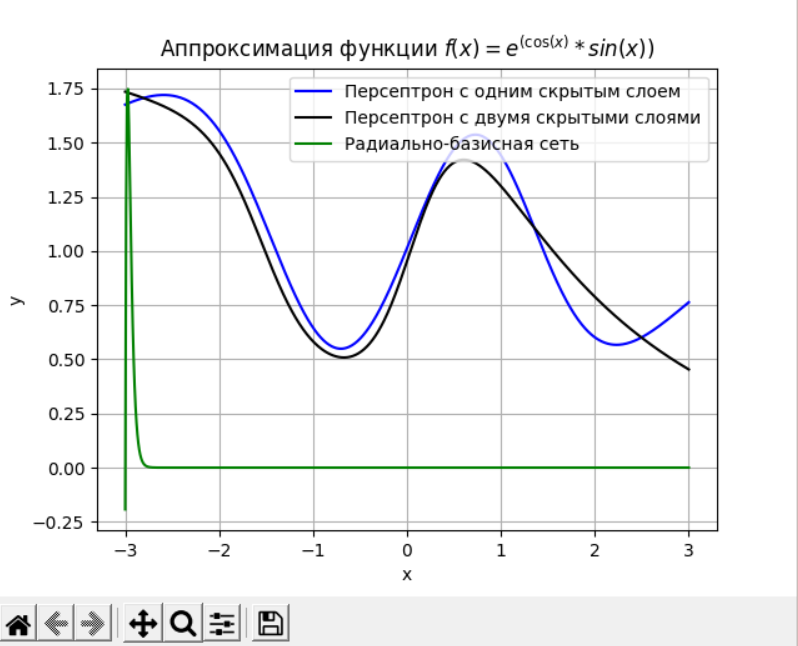 Аппроксимация функции f(x) = e^(cos(x) * sin(x))
Персептрон с одним скрытым слоем
Персептрон с двумя скрытыми слоями
Радиально-базисная сеть
1.75
1.50
1.25
1.00
0.75
0.50
0.25
0.00
−0.25
y
−3 −2 −1 0 1 2 3
x